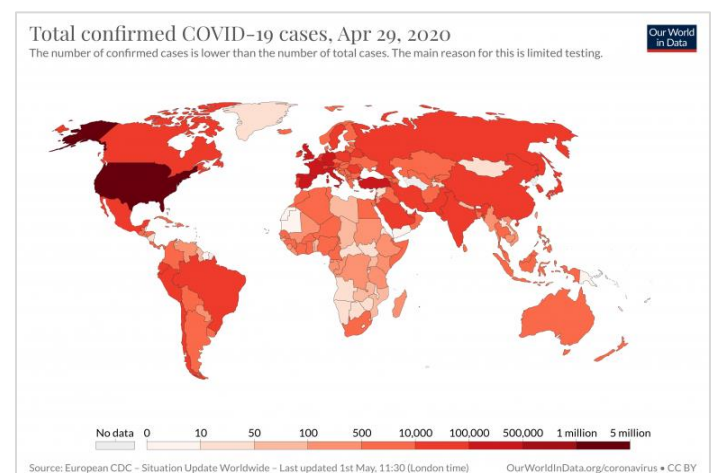 Total confirmed COVID-19 cases, Apr 29, 2020
The number of confirmed cases is lower than the number of total cases. The main reason for this is limited testing.
Our World
in Data
No data 0 10 50 100 500 10,000 100,000 500,000 1 million 5 million
Source: European CDC – Situation Update Worldwide – Last updated 1st May, 11:30 (London time) OurWorldInData.org/coronavirus • CC BY